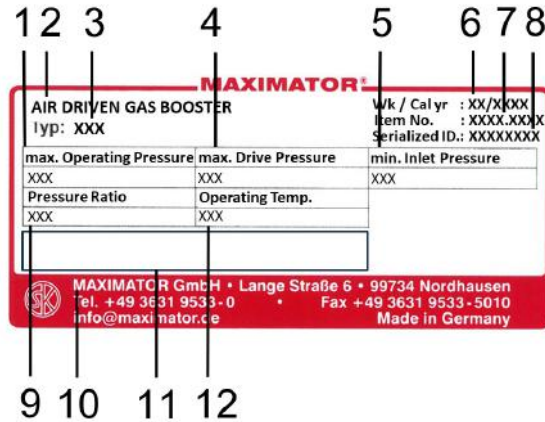 1 2 3 4 5 6 7 8
MAXIMATOR®
AIR DRIVEN GAS BOOSTER
Typ: XXX
Wk / Cal yr : XX/XXXX
Item No. : XXXX.XXXX
Serialized ID.: XXXXXXXX
max. Operating Pressure max. Drive Pressure min. Inlet Pressure
XXX XXX XXX
Pressure Ratio Operating Temp.
XXX XXX
MAXIMATOR GmbH • Lange Straße 6 • 99734 Nordhausen
Tel. +49 3631 9533-0 • Fax +49 3631 9533-5010
info@maximator.de Made in Germany
9 10 11 12